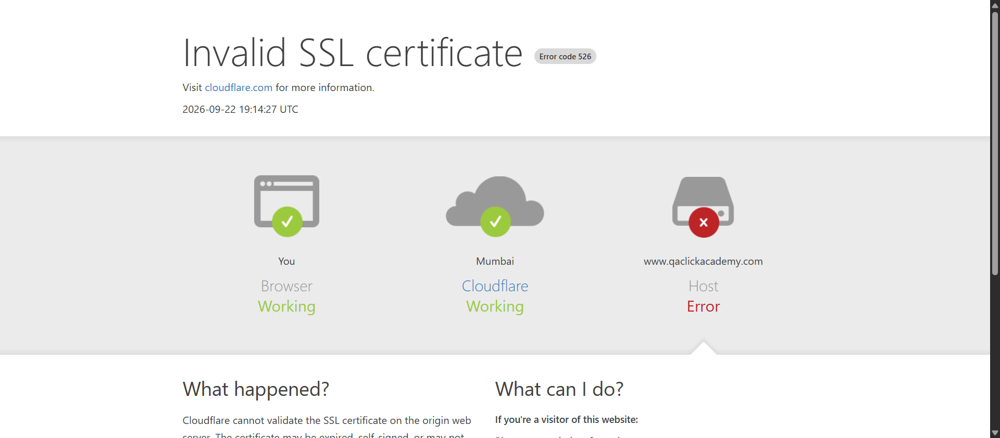 Invalid SSL certificate Error code 526
Visit cloudflare.com for more information.
2026-09-22 19:14:27 UTC
You
Browser
Working
Mumbai
Cloudflare
Working
www.qaclickacademy.com
Host
Error
What happened?
Cloudflare cannot validate the SSL certificate on the origin web
server. The certificate may be expired, self-signed, or may not
What can I do?
If you're a visitor of this website: